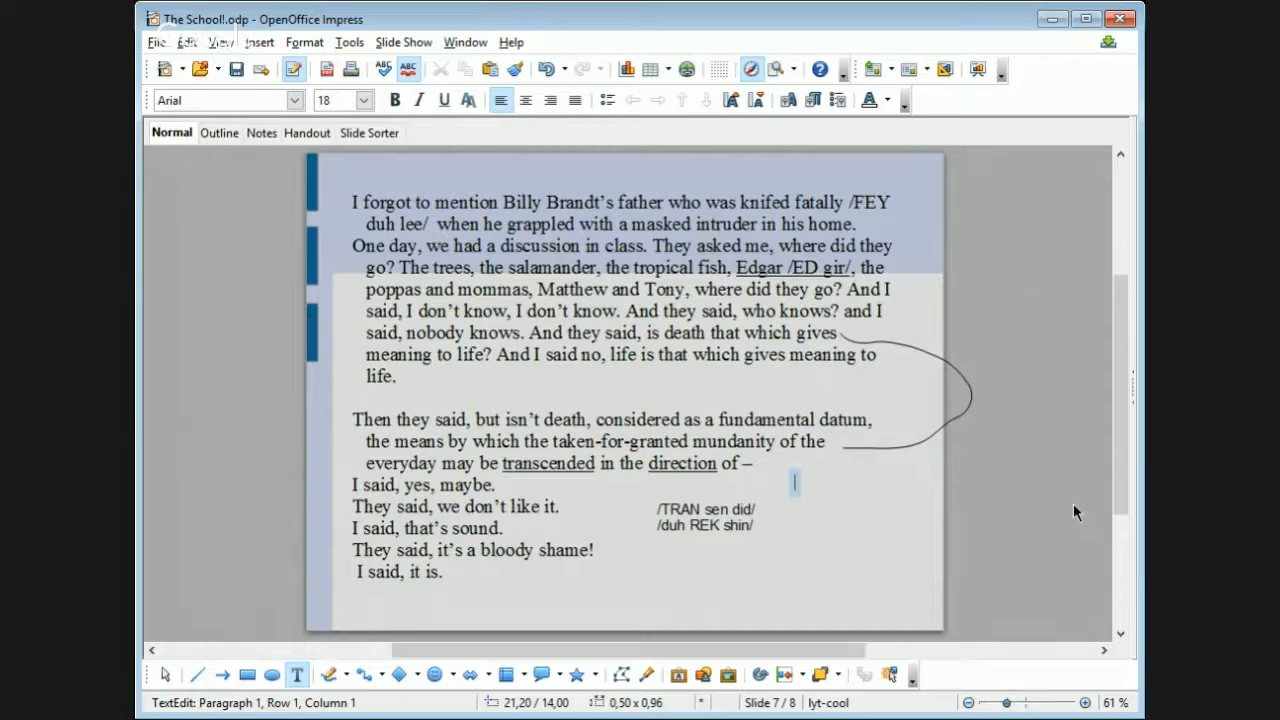 The School!.odp - OpenOffice Impress
File Edit View Insert Format Tools Slide Show Window Help
Arial 18
Normal Outline Notes Handout Slide Sorter
I forgot to mention Billy Brandt’s father who was knifed fatally /FEY
duh lee/ when he grappled with a masked intruder in his home.
One day, we had a discussion in class. They asked me, where did they
go? The trees, the salamander, the tropical fish, Edgar /ED gir/, the
poppas and mommas, Matthew and Tony, where did they go? And I
said, I don’t know, I don’t know. And they said, who knows? and I
said, nobody knows. And they said, is death that which gives
meaning to life? And I said no, life is that which gives meaning to
life.
Then they said, but isn’t death, considered as a fundamental datum,
the means by which the taken-for-granted mundanity of the
everyday may be transcended in the direction of –
I said, yes, maybe.
They said, we don’t like it.
/TRAN sen did/
/duh REK shin/
I said, that’s sound.
They said, it’s a bloody shame!
I said, it is.
TextEdit: Paragraph 1, Row 1, Column 1 21,20 / 14,00 0,50 x 0,96 * Slide 7 / 8 lyt-cool 61 %